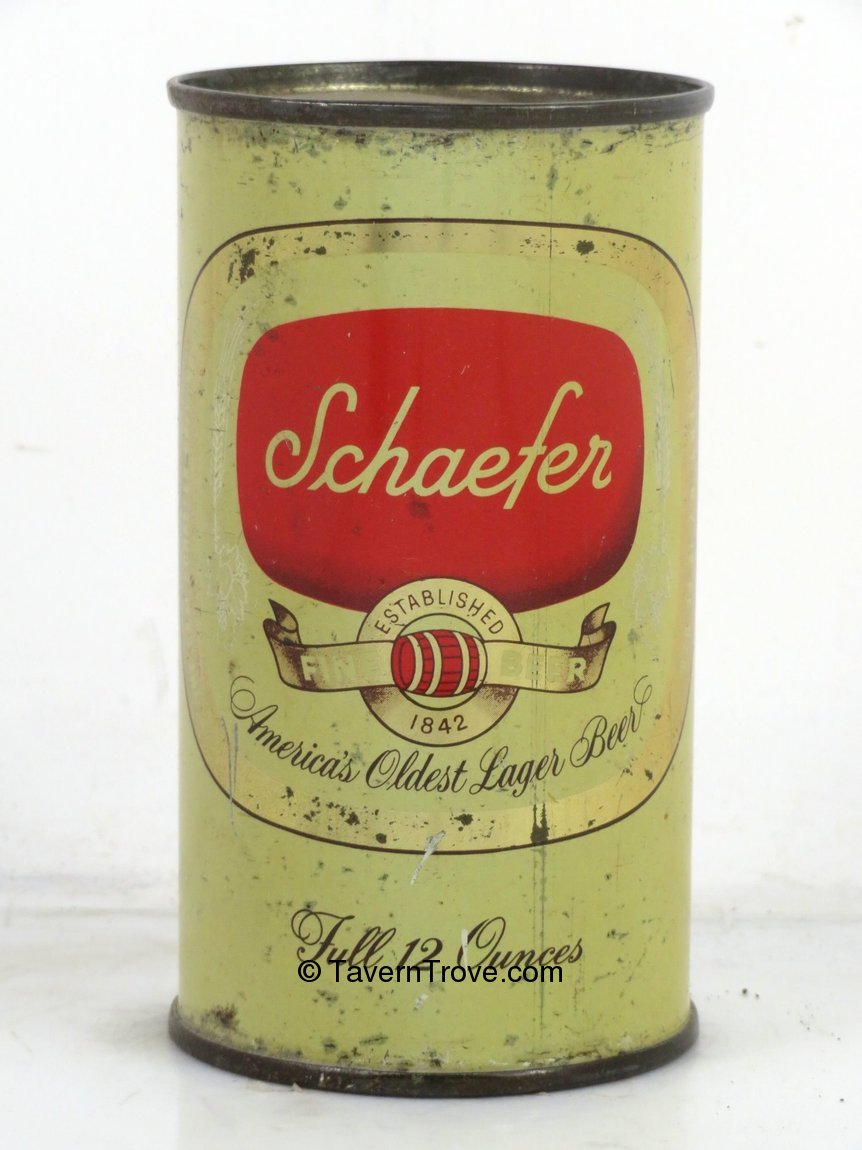 Schaefer
ESTABLISHED
FINE BEER
1842
America's Oldest Lager Beer
Full 12 Ounces
© TavernTrove.com